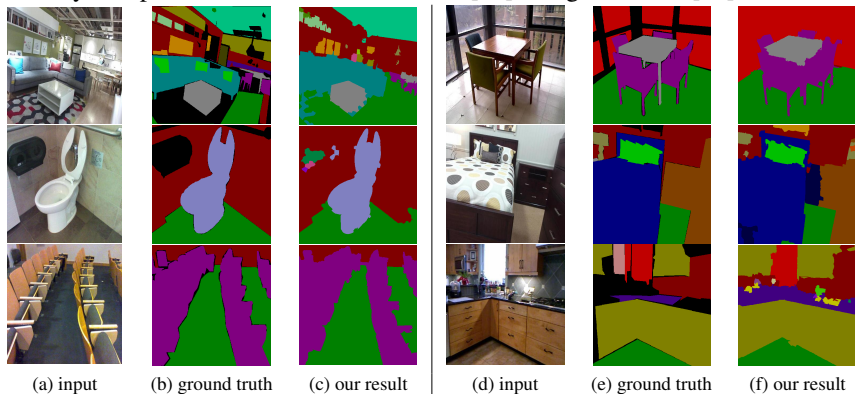 (a) input
(b) ground truth
(c) our result
(d) input
(e) ground truth
(f) our result